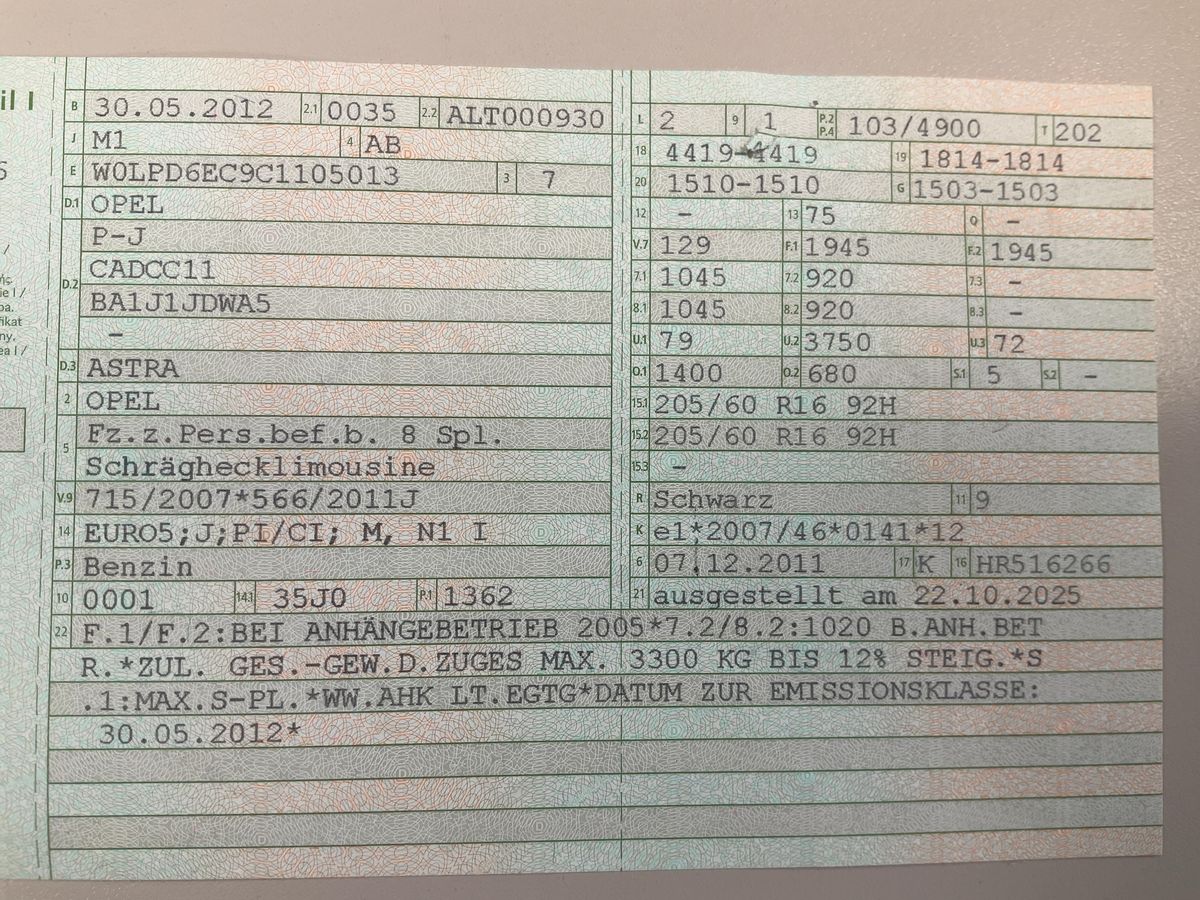 il I
B 30.05.2012 2.1 0035 2.2 ALT000930
J M1 4 AB
5 E W0LPD6EC9C1105013 3 7
D.1 OPEL
D.2 P-J
CADCC11
BA1J1JDWA5
-
D.3 ASTRA
2 OPEL
5 Fz.z.Pers.bef.b. 8 Spl.
Schräghecklimousine
V.9 715/2007*566/2011J
14 EURO5;J;PI/CI; M, N1 I
P.3 Benzin
10 0001 14.1 35J0 P.1 1362
L 2 9 1 P.2 P.4 103/4900 T 202
18 4419-4419 19 1814-1814
20 1510-1510 G 1503-1503
12 - 13 75 Q -
V.7 129 F.1 1945 F.2 1945
7.1 1045 7.2 920 7.3 -
8.1 1045 8.2 920 8.3 -
U.1 79 U.2 3750 U.3 72
O.1 1400 O.2 680 S.1 5 S.2 -
15.1 205/60 R16 92H
15.2 205/60 R16 92H
15.3 -
R Schwarz 11 9
K e1*2007/46*0141*12
6 07.12.2011 17 K 16 HR516266
21 ausgestellt am 22.10.2025
22 F.1/F.2:BEI ANHÄNGEBETRIEB 2005*7.2/8.2:1020 B.ANH.BET
R.*ZUL. GES.-GEW.D.ZUGES MAX. 3300 KG BIS 12% STEIG.*S
.1:MAX.S-PL.*WW.AHK LT.EGTG*DATUM ZUR EMISSIONSKLASSE:
30.05.2012*